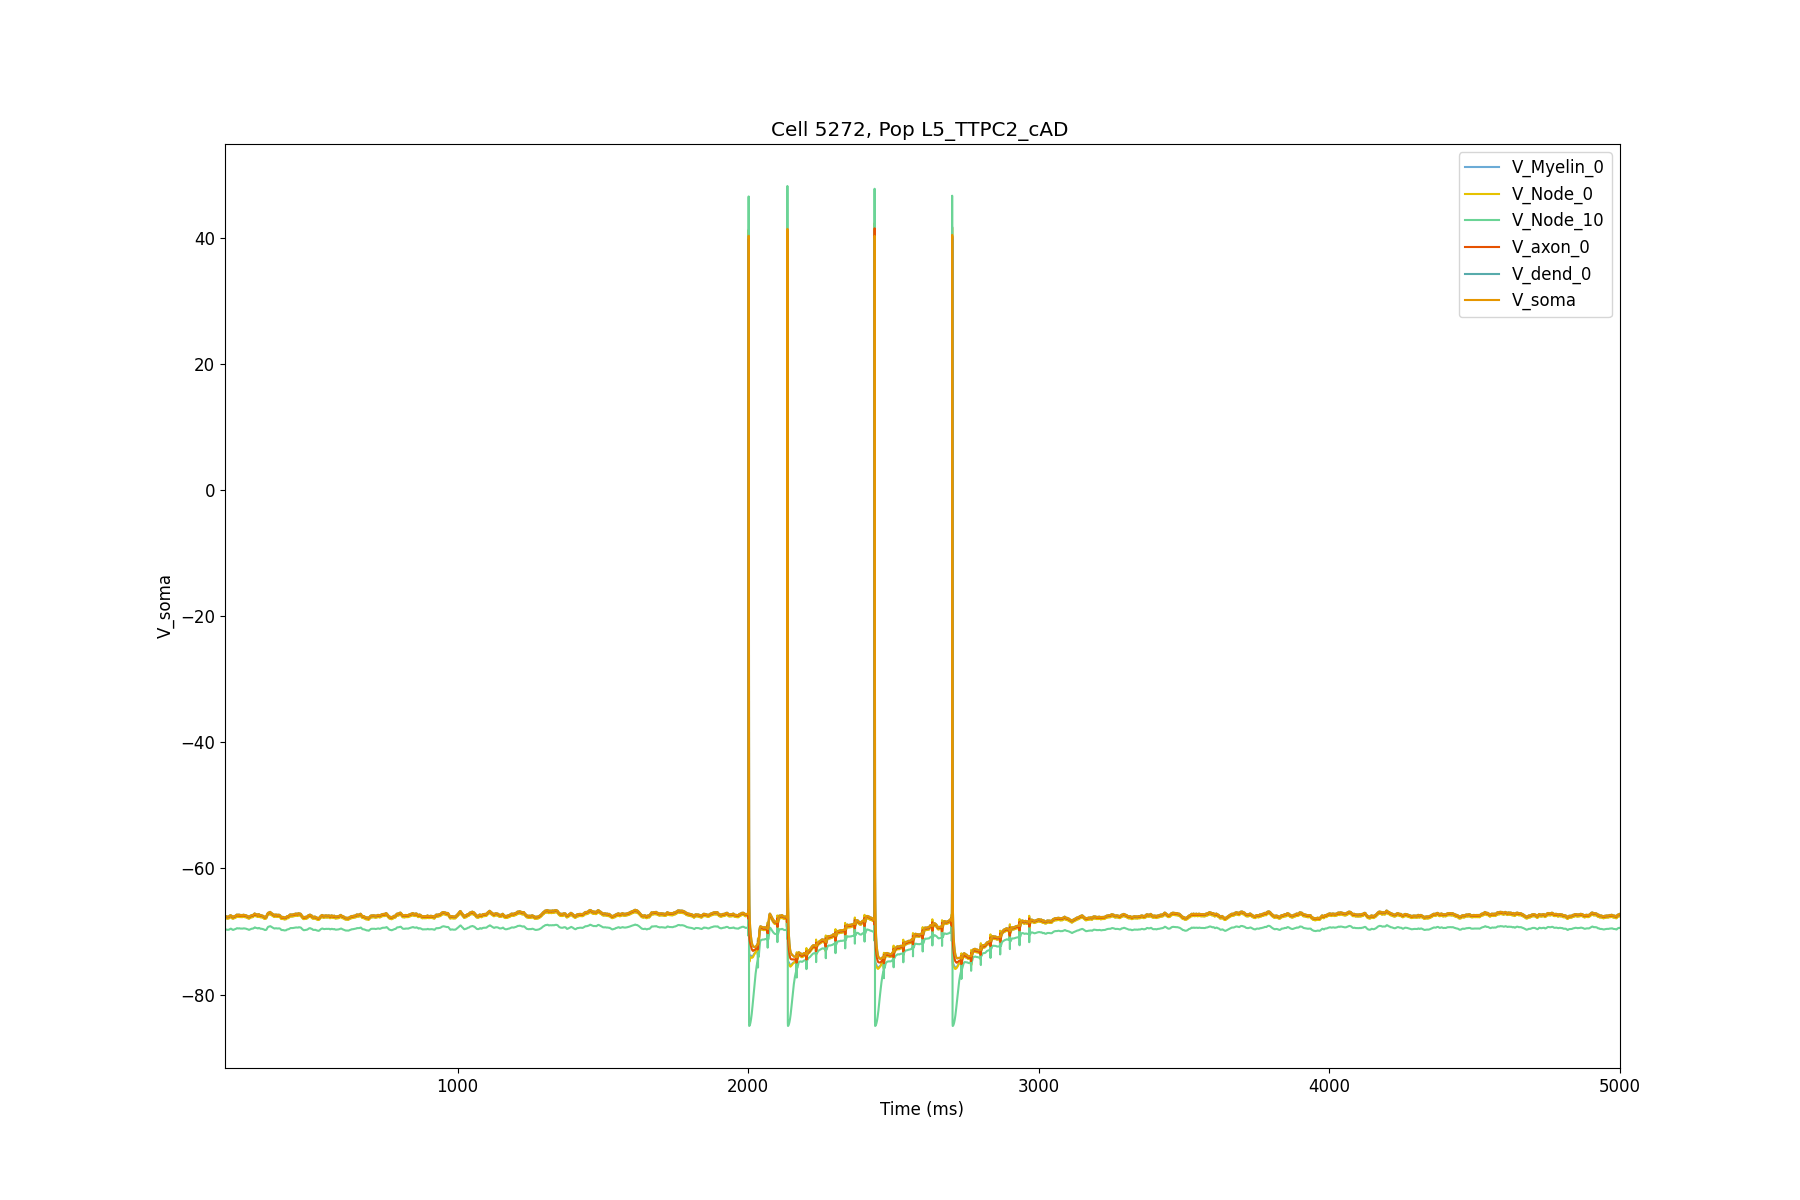 Cell 5272, Pop L5_TTPC2_cAD
V_Myelin_0
V_Node_0
V_Node_10
V_axon_0
V_dend_0
V_soma
40
20
0
−20
−40
−60
−80
V_soma
1000 2000 3000 4000 5000
Time (ms)